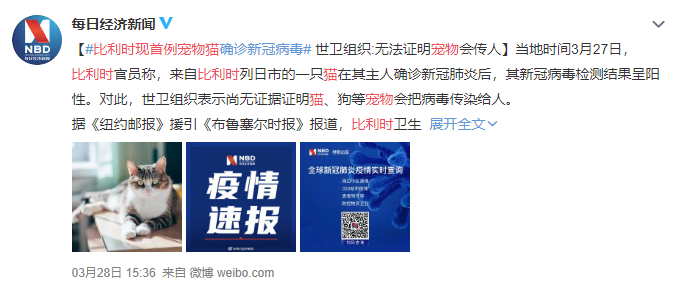 每日经济新闻
【#比利时现首例宠物猫确诊新冠病毒# 世卫组织:无法证明宠物会传人】当地时间3月27日，
比利时官员称，来自比利时列日市的一只猫在其主人确诊新冠肺炎后，其新冠病毒检测结果呈阳
性。对此，世卫组织表示尚无证据证明猫、狗等宠物会把病毒传染给人。
据《纽约邮报》援引《布鲁塞尔时报》报道，比利时卫生 展开全文
NBD
每日经济新闻
NBD
疫情
速报
NBD
全球新冠肺炎疫情实时查询
扫码查看
03月28日 15:36 来自 微博 weibo.com